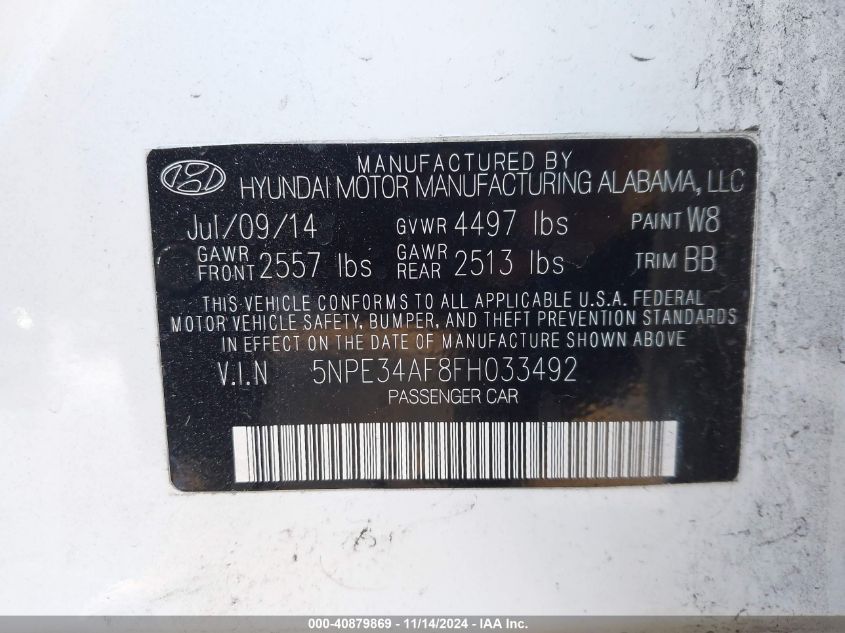 MANUFACTURED BY
HYUNDAI MOTOR MANUFACTURING ALABAMA, LLC
Jul/09/14 GVWR 4497 lbs PAINT W8
GAWR FRONT 2557 lbs GAWR REAR 2513 lbs TRIM BB
THIS VEHICLE CONFORMS TO ALL APPLICABLE U.S.A. FEDERAL
MOTOR VEHICLE SAFETY, BUMPER, AND THEFT PREVENTION STANDARDS
IN EFFECT ON THE DATE OF MANUFACTURE SHOWN ABOVE
V.I.N 5NPE34AF8FH033492
PASSENGER CAR
000-40879869 - 11/14/2024 - IAA Inc.